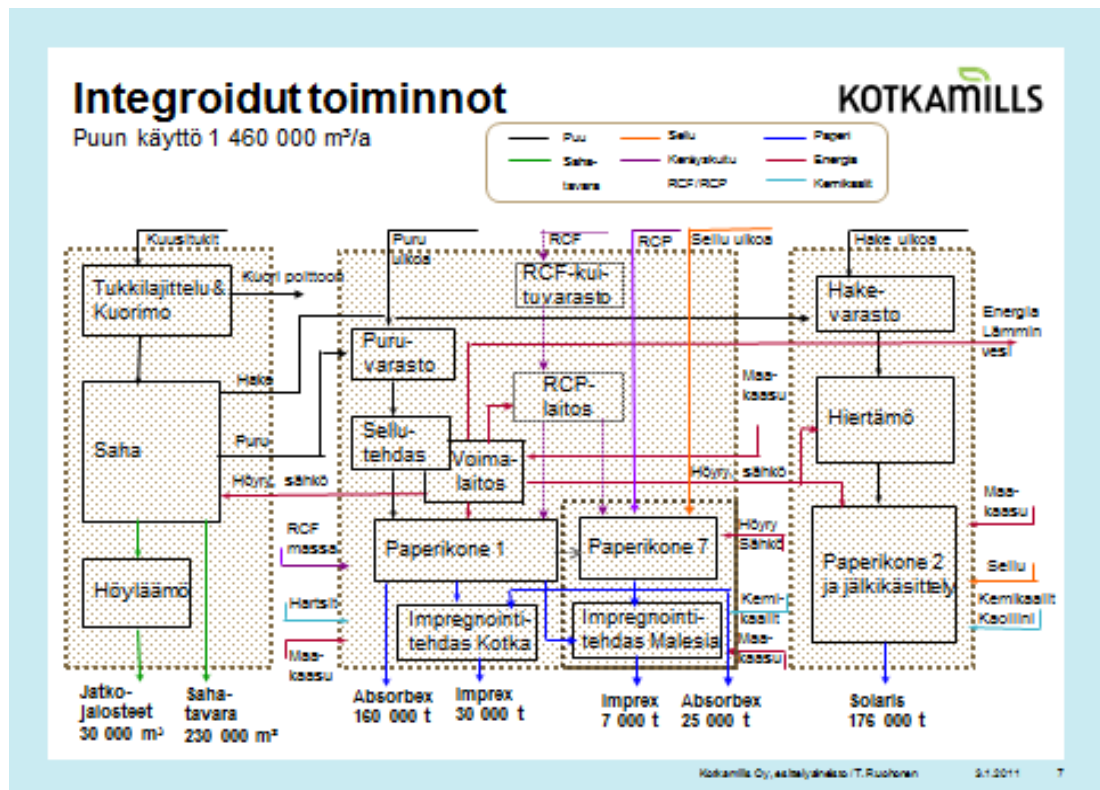 Integroidut toiminnot
Puun käyttö 1 460 000 m³/a
KOTKAMILLS
Puu
Sellu
Paperi
Saha-
tavara
Keräyskuitu
RCF/RCP
Energia
Kemikaalit
Kuusitukit
Puru
ulkoa
RCF
RCP
Sellu ulkoa
Hake ulkoa
Tukkilajittelu &
Kuorimo
Kuori polttoon
RCF-kui-
tuvarasto
Hake-
varasto
Energia
Lämmin
vesi
Puru-
varasto
Hake
RCP-
laitos
Maa-
kaasu
Hiertämö
Saha
Sellu-
tehdas
Voima-
laitos
Puru
Höyry, sähkö
Höyry, sähkö
Maa-
kaasu
RCF
massa
Paperikone 1
Paperikone 7
Höyry
Sähkö
Paperikone 2
ja jälkikäsittely
Sellu
Höyläämö
Hartsit
Impregnointi-
tehdas Kotka
Impregnointi-
tehdas Malesia
Kemi-
kaalit
Kemikaalit
Kaoliini
Maa-
kaasu
Maa-
kaasu
Jatko-
jalosteet
30 000 m³
Saha-
tavara
230 000 m³
Absorbex
160 000 t
Imprex
30 000 t
Imprex
7 000 t
Absorbex
25 000 t
Solaris
176 000 t
Kotkamills Oy, esittelyaineisto / T. Ruohonen
3.1.2011
7